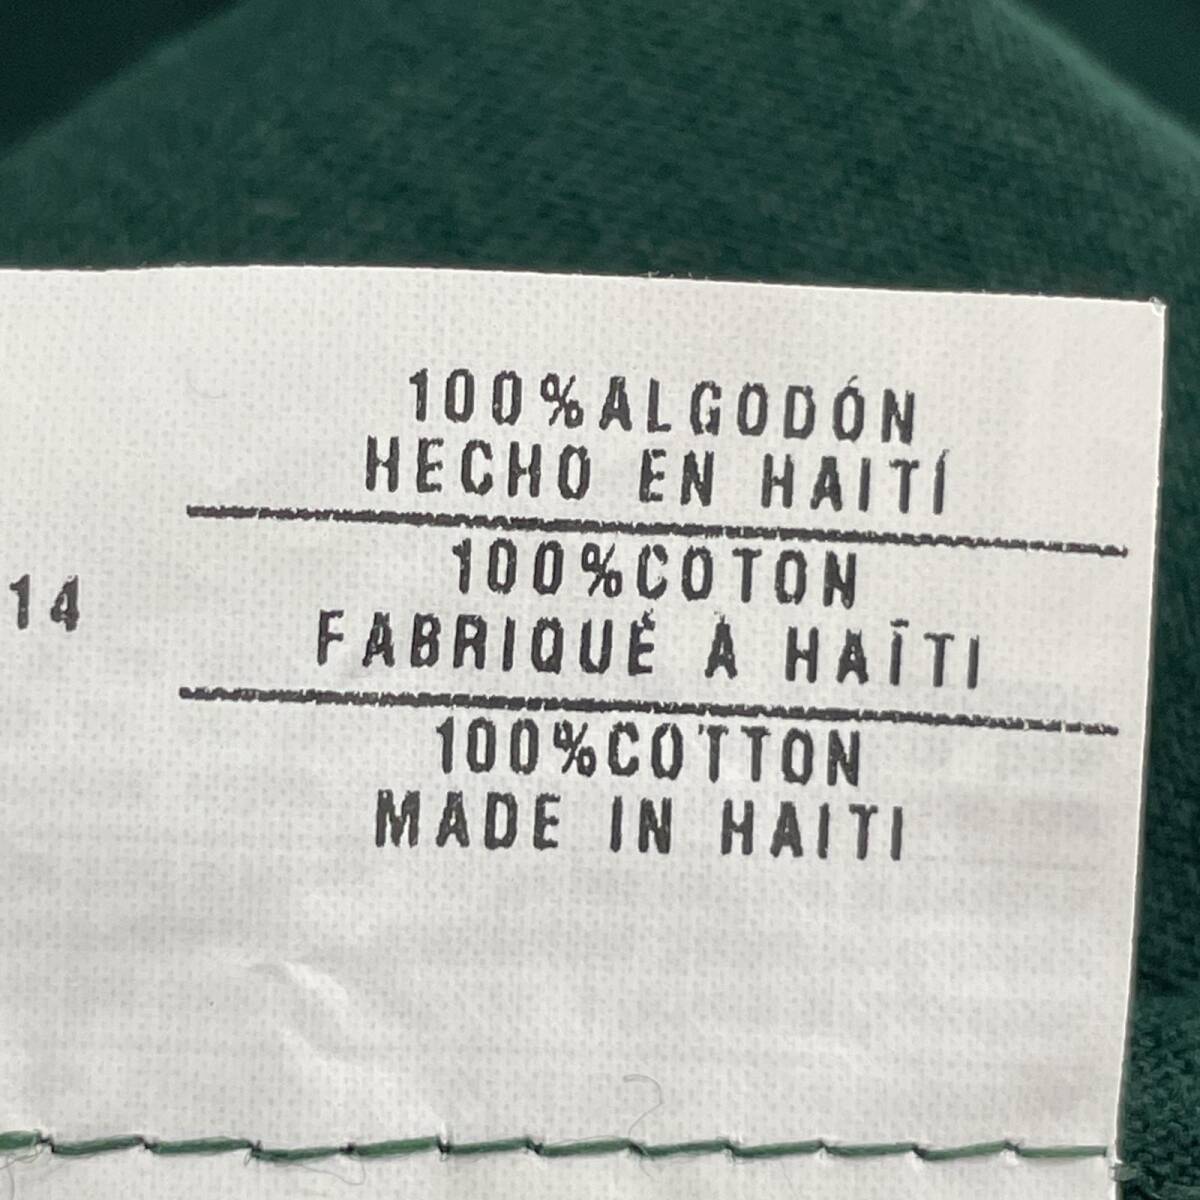 100%ALGODÓN
HECHO EN HAITÍ
100%COTON
14
FABRIQUÉ À HAÏTI
100%COTTON
MADE IN HAITI